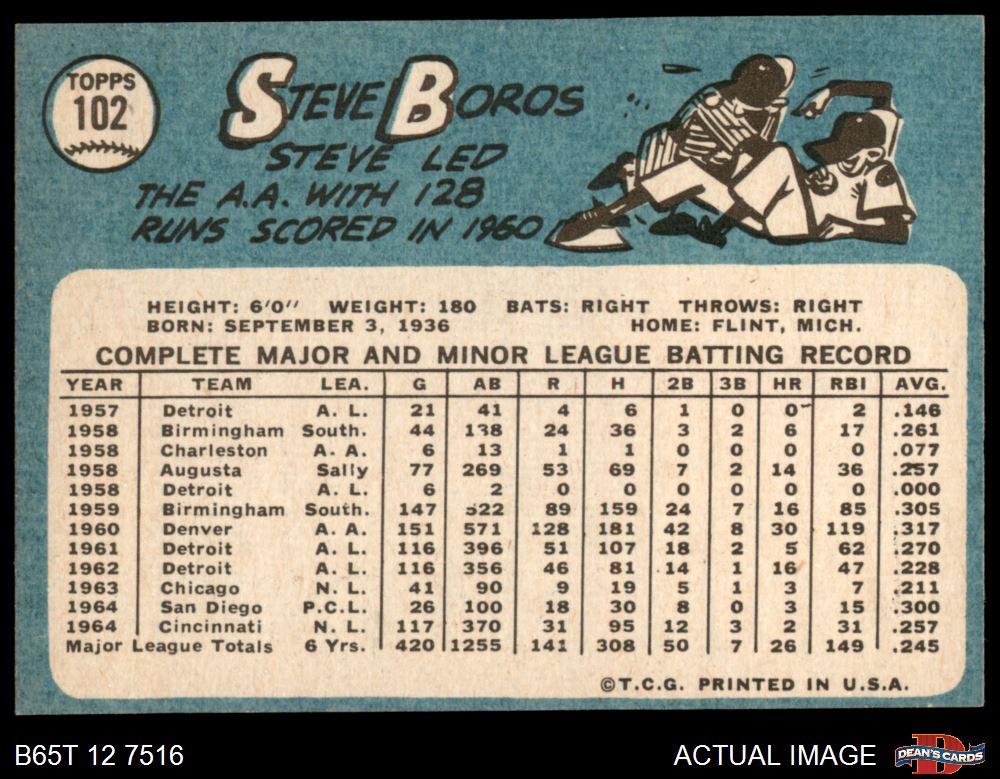 TOPPS
102
STEVE BOROS
STEVE LED
THE A.A. WITH 128
RUNS SCORED IN 1960
HEIGHT: 6'0" WEIGHT: 180 BATS: RIGHT THROWS: RIGHT
BORN: SEPTEMBER 3, 1936 HOME: FLINT, MICH.
COMPLETE MAJOR AND MINOR LEAGUE BATTING RECORD
YEAR TEAM LEA. G AB R H 2B 3B HR RBI AVG.
1957 Detroit A. L. 21 41 4 6 1 0 0 2 .146
1958 Birmingham South. 44 138 24 36 3 2 6 17 .261
1958 Charleston A. A. 6 13 1 1 0 0 0 0 .077
1958 Augusta Sally 77 269 53 69 7 2 14 36 .257
1958 Detroit A. L. 6 2 0 0 0 0 0 0 .000
1959 Birmingham South. 147 522 89 159 24 7 16 85 .305
1960 Denver A. A. 151 571 128 181 42 8 30 119 .317
1961 Detroit A. L. 116 396 51 107 18 2 5 62 .270
1962 Detroit A. L. 116 356 46 81 14 1 16 47 .228
1963 Chicago N. L. 41 90 9 19 5 1 3 7 .211
1964 San Diego P.C.L. 26 100 18 30 8 0 3 15 .300
1964 Cincinnati N. L. 117 370 31 95 12 3 2 31 .257
Major League Totals 6 Yrs. 420 1255 141 308 50 7 26 149 .245
©T.C.G. PRINTED IN U.S.A.
B65T 12 7516 ACTUAL IMAGE DEAN'S CARDS